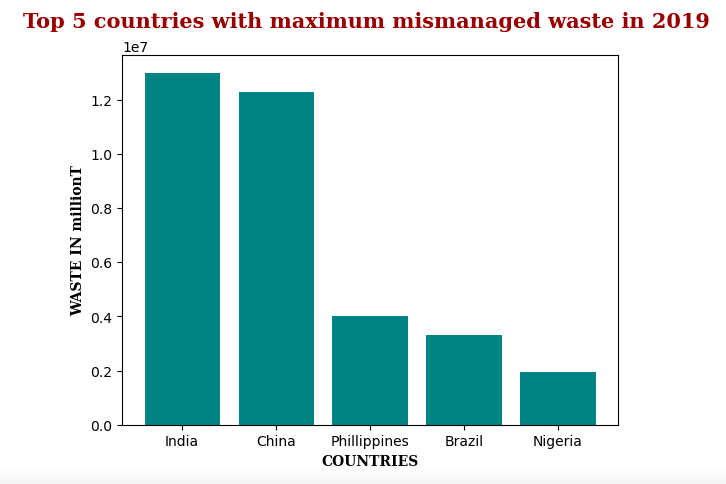 Top 5 countries with maximum mismanaged waste in 2019
1e7
1.2
1.0
0.8
0.6
0.4
0.2
0.0
WASTE IN millionT
India China Phillippines Brazil Nigeria
COUNTRIES